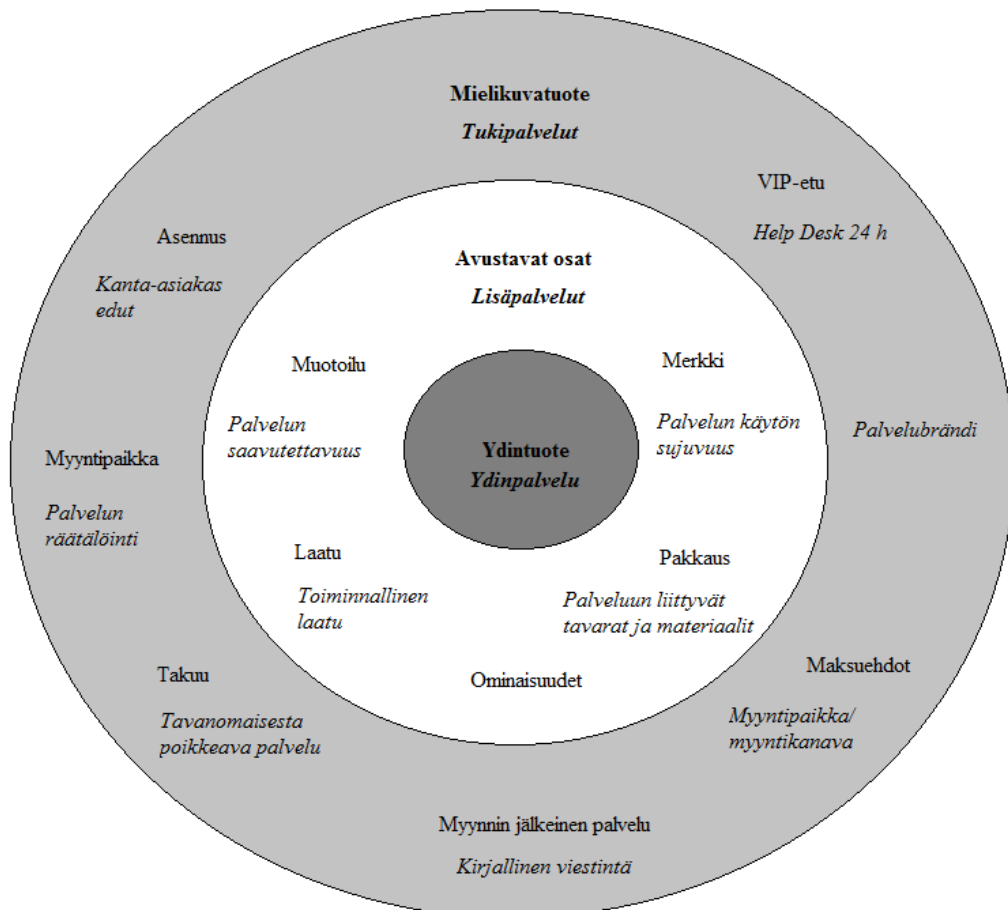 Mielikuvatuote
Tukipalvelut
VIP-etu
Help Desk 24 h
Asennus
Kanta-asiakas
edut
Avustavat osat
Lisäpalvelut
Muotoilu
Merkki
Palvelun
saavutettavuus
Palvelun käytön
sujuvuus
Palvelubrändi
Ydintuote
Ydinpalvelu
Myyntipaikka
Palvelun
räätälöinti
Laatu
Toiminnallinen
laatu
Pakkaus
Palveluun liittyvät
tavarat ja materiaalit
Ominaisuudet
Takuu
Tavanomaisesta
poikkeava palvelu
Maksuehdot
Myyntipaikka/
myyntikanava
Myynnin jälkeinen palvelu
Kirjallinen viestintä